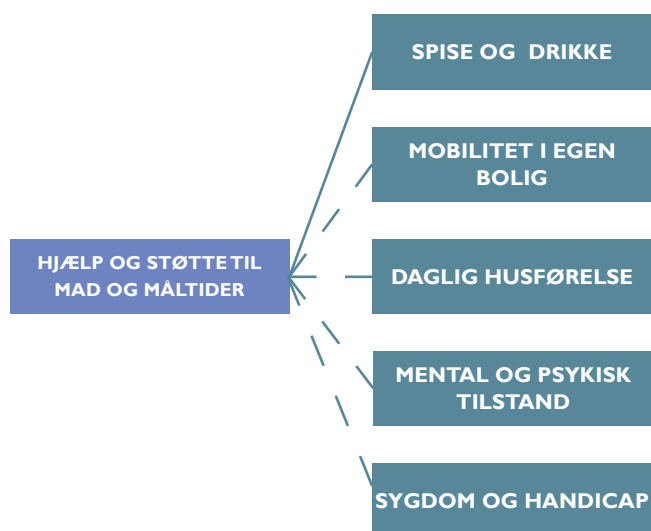 SPISE OG DRIKKE
MOBILITET I EGEN
BOLIG
HJÆLP OG STØTTE TIL
MAD OG MÅLTIDER
DAGLIG HUSFØRELSE
MENTAL OG PSYKISK
TILSTAND
SYGDOM OG HANDICAP